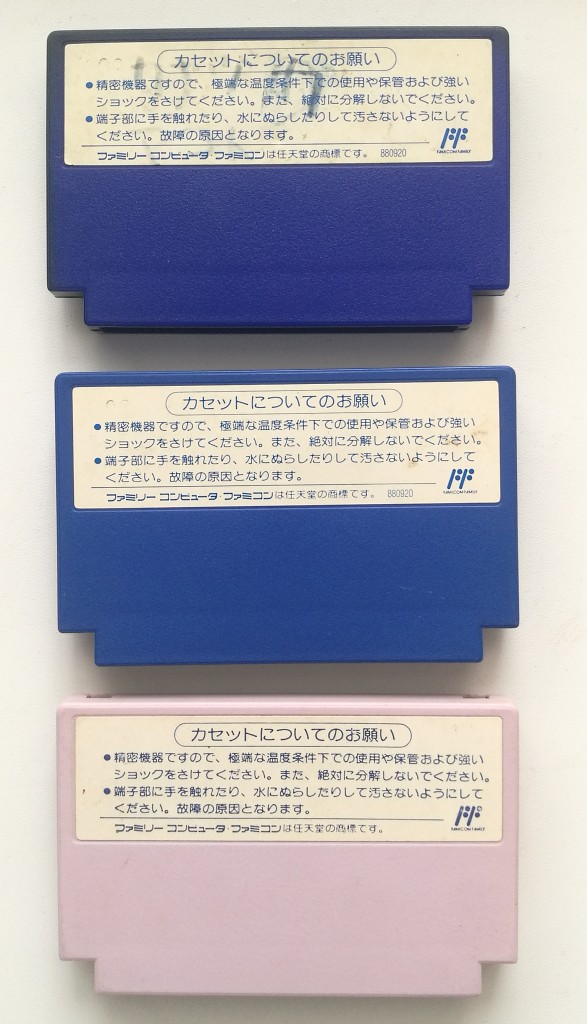 カセットについてのお願い
●精密機器ですので、極端な温度条件下での使用や保管および強い
ショックをさけてください。また、絶対に分解しないでください。
●端子部に手を触れたり、水にぬらしたりして汚さないようにして
ください。故障の原因となります。
FAMICOM FAMILY
ファミリーコンピュータ・ファミコンは任天堂の商標です。 880920
カセットについてのお願い
●精密機器ですので、極端な温度条件下での使用や保管および強い
ショックをさけてください。また、絶対に分解しないでください。
●端子部に手を触れたり、水にぬらしたりして汚さないようにして
ください。故障の原因となります。
FAMICOM FAMILY
ファミリーコンピュータ・ファミコンは任天堂の商標です。 880920
カセットについてのお願い
●精密機器ですので、極端な温度条件下での使用や保管および強い
ショックをさけてください。また、絶対に分解しないでください。
●端子部に手を触れたり、水にぬらしたりして汚さないようにして
ください。故障の原因となります。
FAMICOM FAMILY
ファミリーコンピュータ・ファミコンは任天堂の商標です。